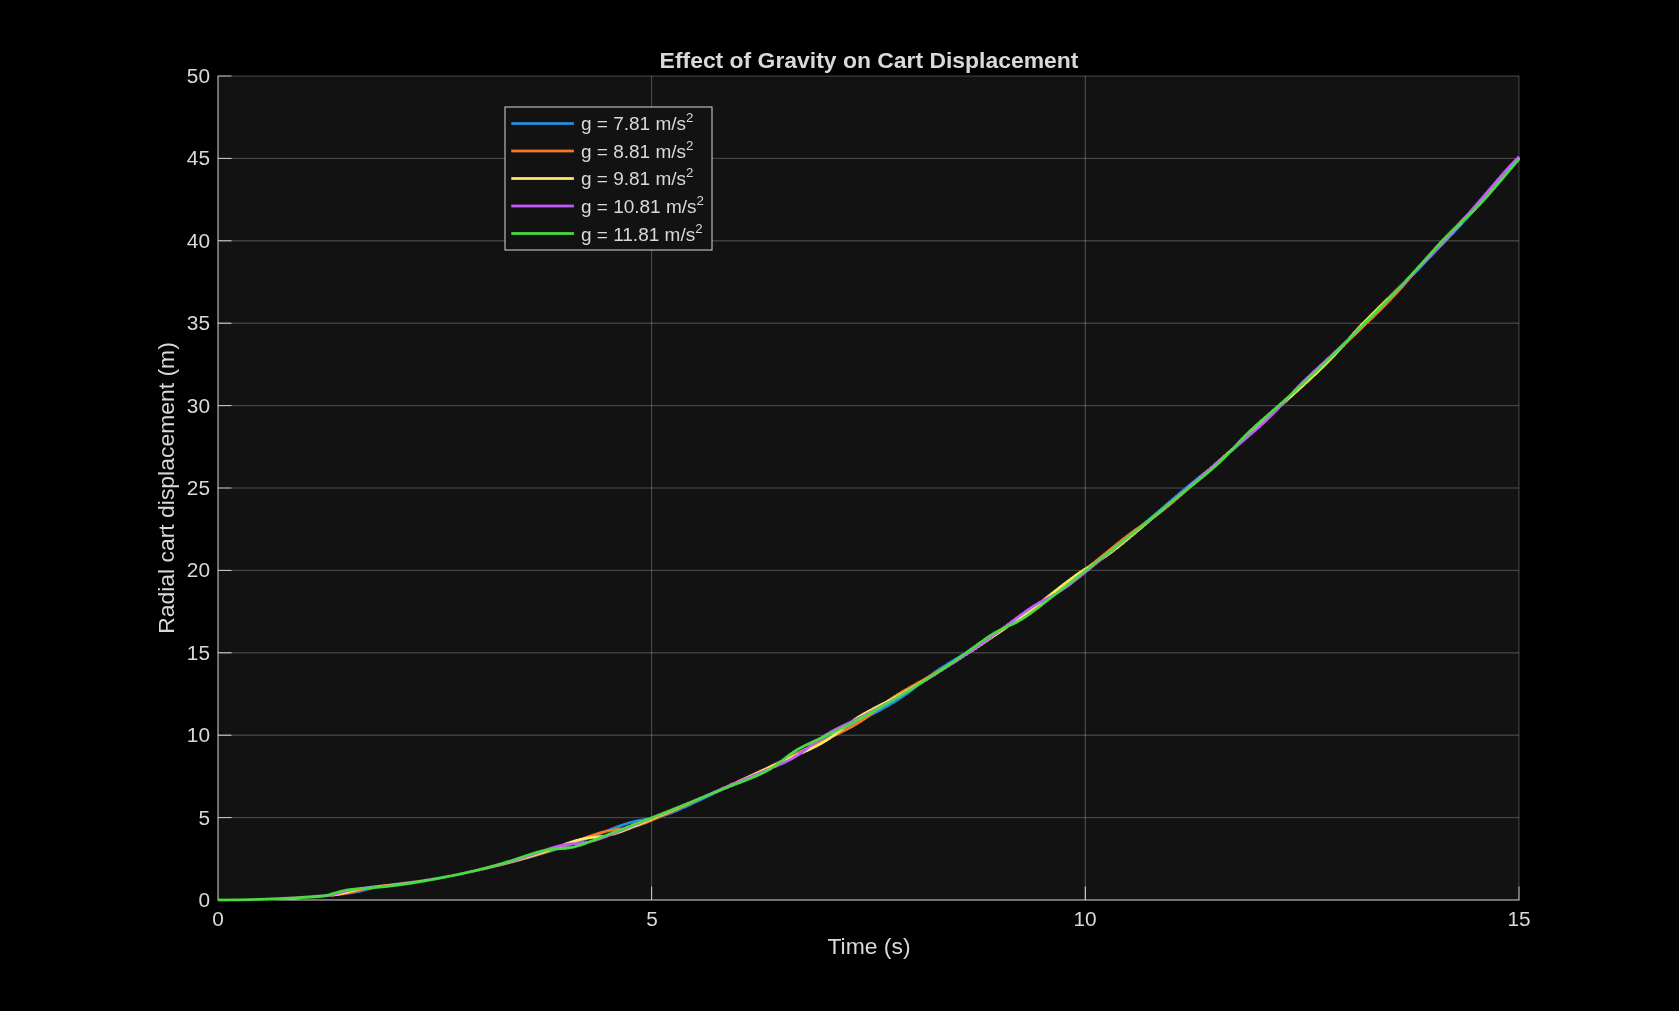 Effect of Gravity on Cart Displacement
50
45
40
35
30
25
20
15
10
5
0
Radial cart displacement (m)
g = 7.81 m/s²
g = 8.81 m/s²
g = 9.81 m/s²
g = 10.81 m/s²
g = 11.81 m/s²
0 5 10 15
Time (s)